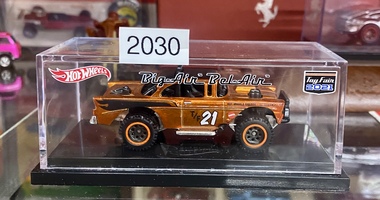 2030
HOT WHEELS
Big-Air Bel-Air
Toy Fair
2021
21